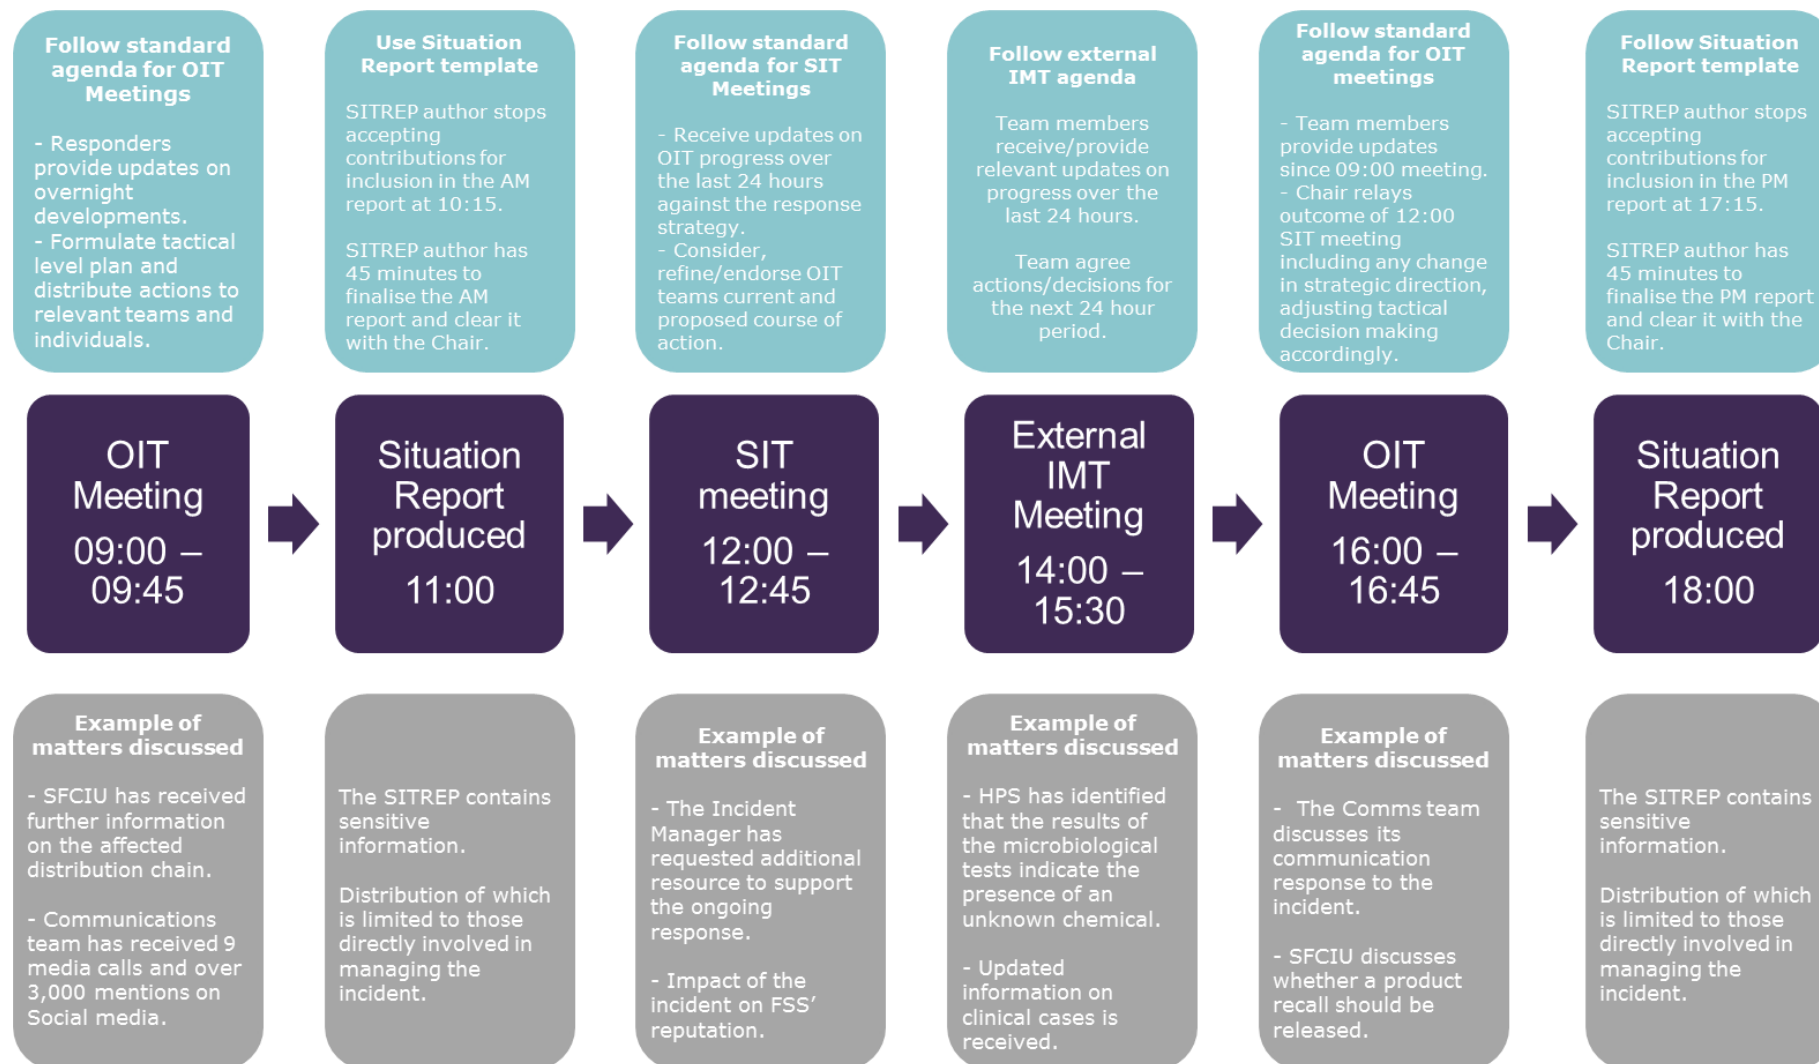 Follow standard
agenda for OIT
Meetings
- Responders
provide updates on
overnight
developments.
- Formulate tactical
level plan and
distribute actions to
relevant teams and
individuals.
Use Situation
Report template
SITREP author stops
accepting
contributions for
inclusion in the AM
report at 10:15.
SITREP author has
45 minutes to
finalise the AM
report and clear it
with the Chair.
Follow standard
agenda for SIT
Meetings
- Receive updates on
OIT progress over
the last 24 hours
against the response
strategy.
- Consider,
refine/endorse OIT
teams current and
proposed course of
action.
Follow external
IMT agenda
Team members
receive/provide
relevant updates on
progress over the
last 24 hours.
Team agree
actions/decisions for
the next 24 hour
period.
Follow standard
agenda for OIT
meetings
- Team members
provide updates
since 09:00 meeting.
- Chair relays
outcome of 12:00
SIT meeting
including any change
in strategic direction,
adjusting tactical
decision making
accordingly.
Follow Situation
Report template
SITREP author stops
accepting
contributions for
inclusion in the PM
report at 17:15.
SITREP author has
45 minutes to
finalise the PM report
and clear it with the
Chair.
OIT
Meeting
09:00 –
09:45
Situation
Report
produced
11:00
SIT
meeting
12:00 –
12:45
External
IMT
Meeting
14:00 –
15:30
OIT
Meeting
16:00 –
16:45
Situation
Report
produced
18:00
Example of
matters discussed
- SFCIU has received
further information
on the affected
distribution chain.
- Communications
team has received 9
media calls and over
3,000 mentions on
Social media.
The SITREP contains
sensitive
information.
Distribution of which
is limited to those
directly involved in
managing the
incident.
Example of
matters discussed
- The Incident
Manager has
requested additional
resource to support
the ongoing
response.
- Impact of the
incident on FSS’
reputation.
Example of
matters discussed
- HPS has identified
that the results of
the microbiological
tests indicate the
presence of an
unknown chemical.
- Updated
information on
clinical cases is
received.
Example of
matters discussed
- The Comms team
discusses its
communication
response to the
incident.
- SFCIU discusses
whether a product
recall should be
released.
The SITREP contains
sensitive
information.
Distribution of which
is limited to those
directly involved in
managing the
incident.